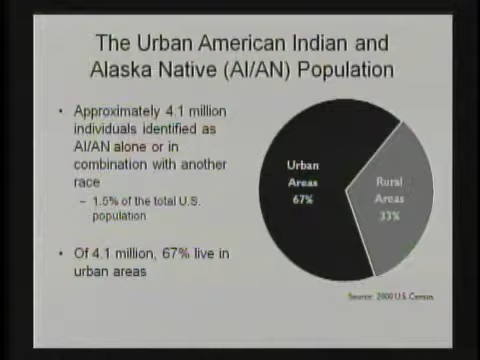 The Urban American Indian and
Alaska Native (AI/AN) Population
• Approximately 4.1 million
individuals identified as
AI/AN alone or in
combination with another
race
– 1.5% of the total U.S.
population
• Of 4.1 million, 67% live in
urban areas
Urban
Areas
67%
Rural
Areas
33%
Source: 2000 U.S. Census